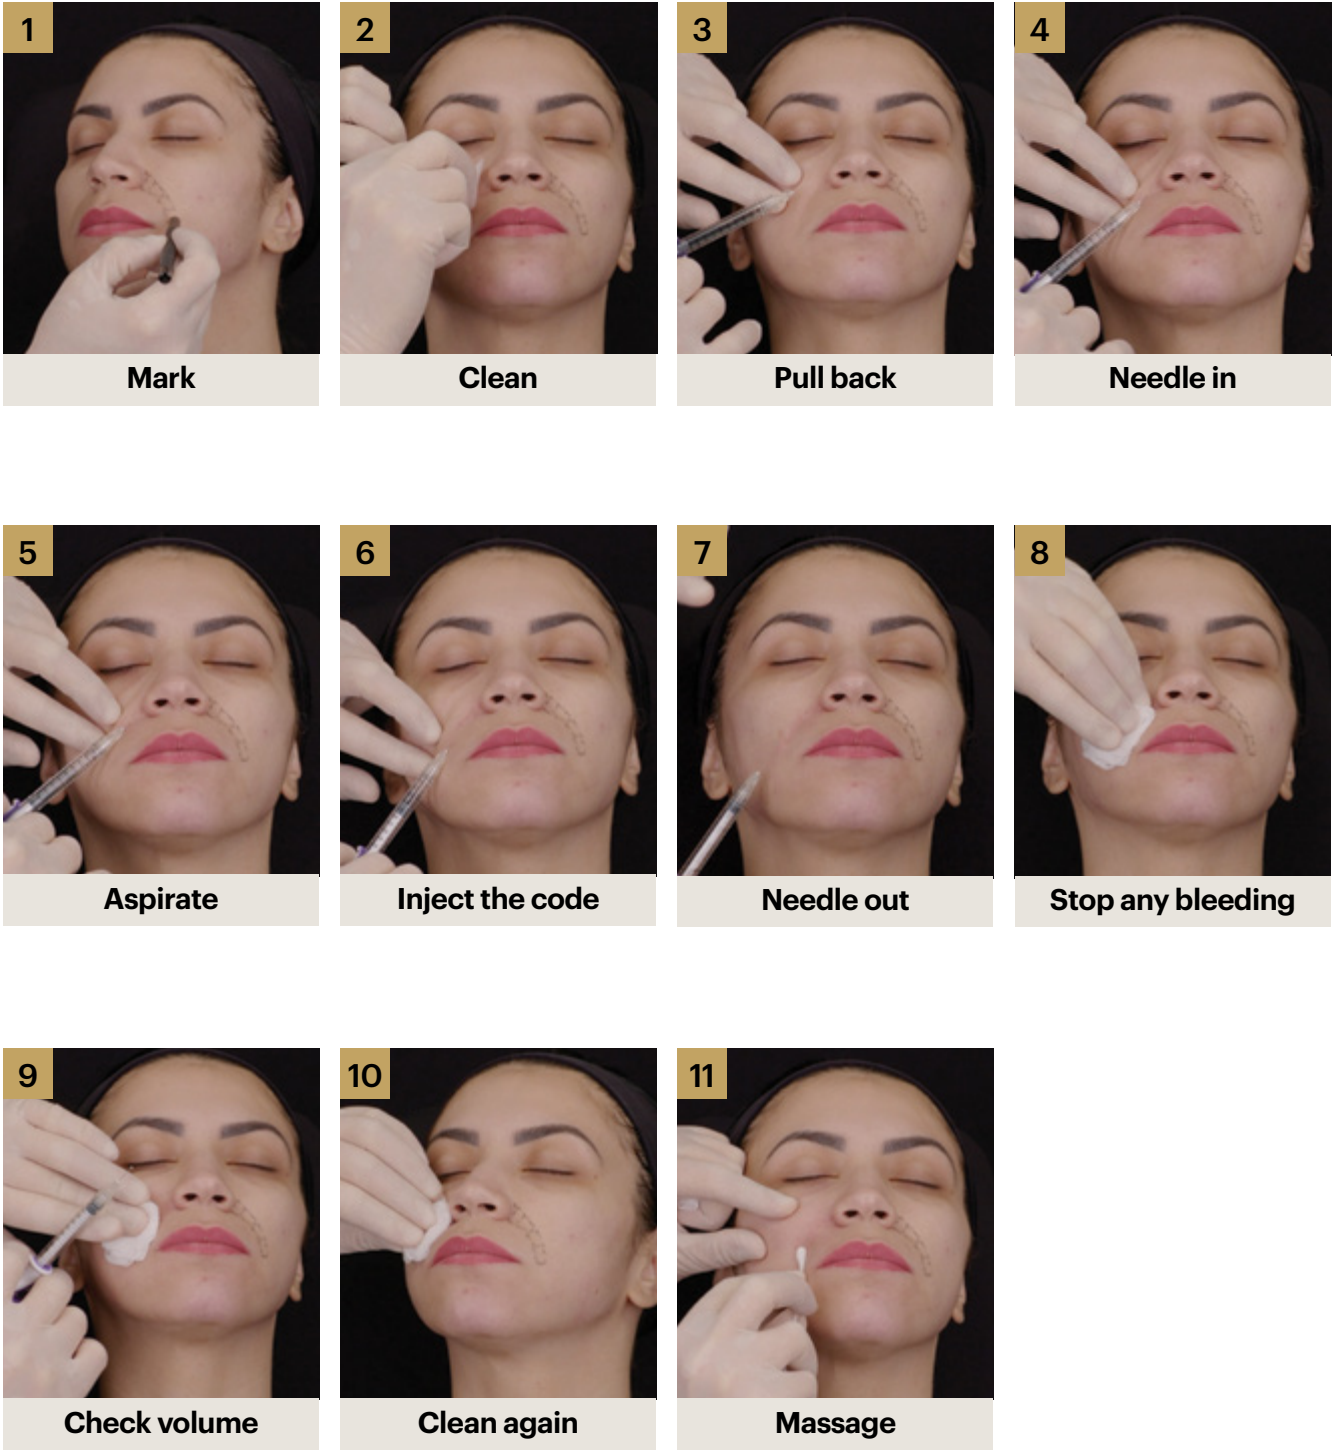 1
Mark
2
Clean
3
Pull back
4
Needle in
5
Aspirate
6
Inject the code
7
Needle out
8
Stop any bleeding
9
Check volume
10
Clean again
11
Massage